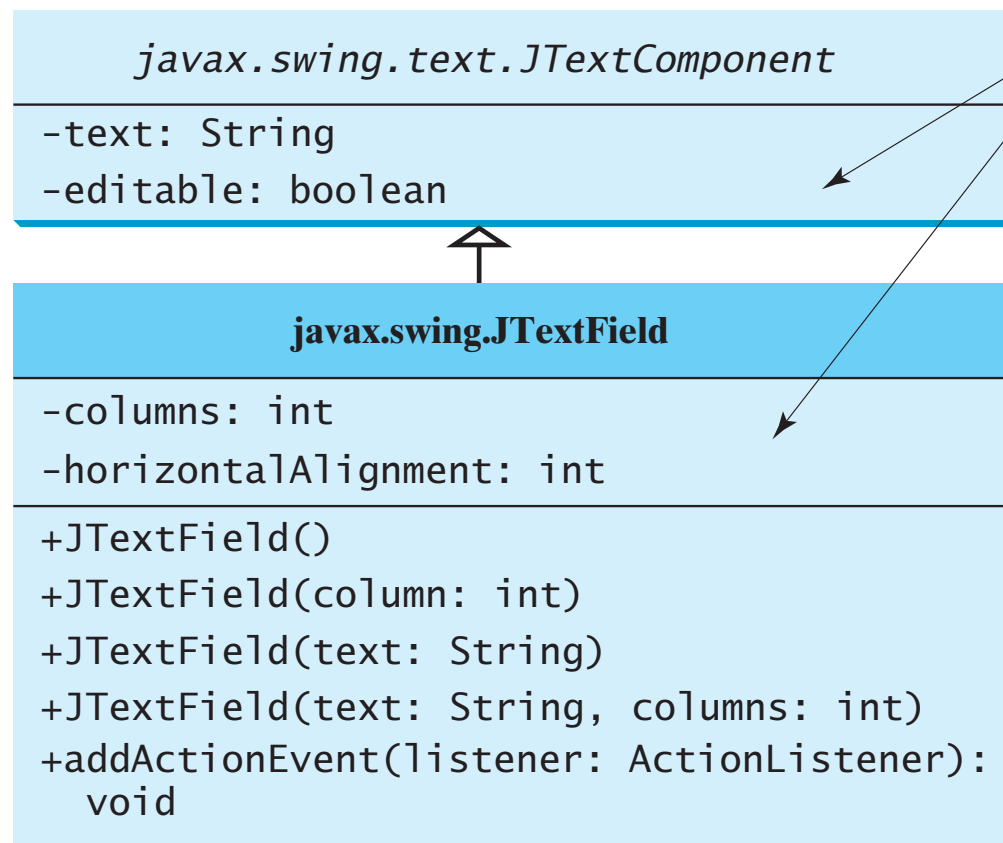 javax.swing.text.JTextComponent
-text: String
-editable: boolean
javax.swing.JTextField
-columns: int
-horizontalAlignment: int
+JTextField()
+JTextField(column: int)
+JTextField(text: String)
+JTextField(text: String, columns: int)
+addActionEvent(listener: ActionListener):
void